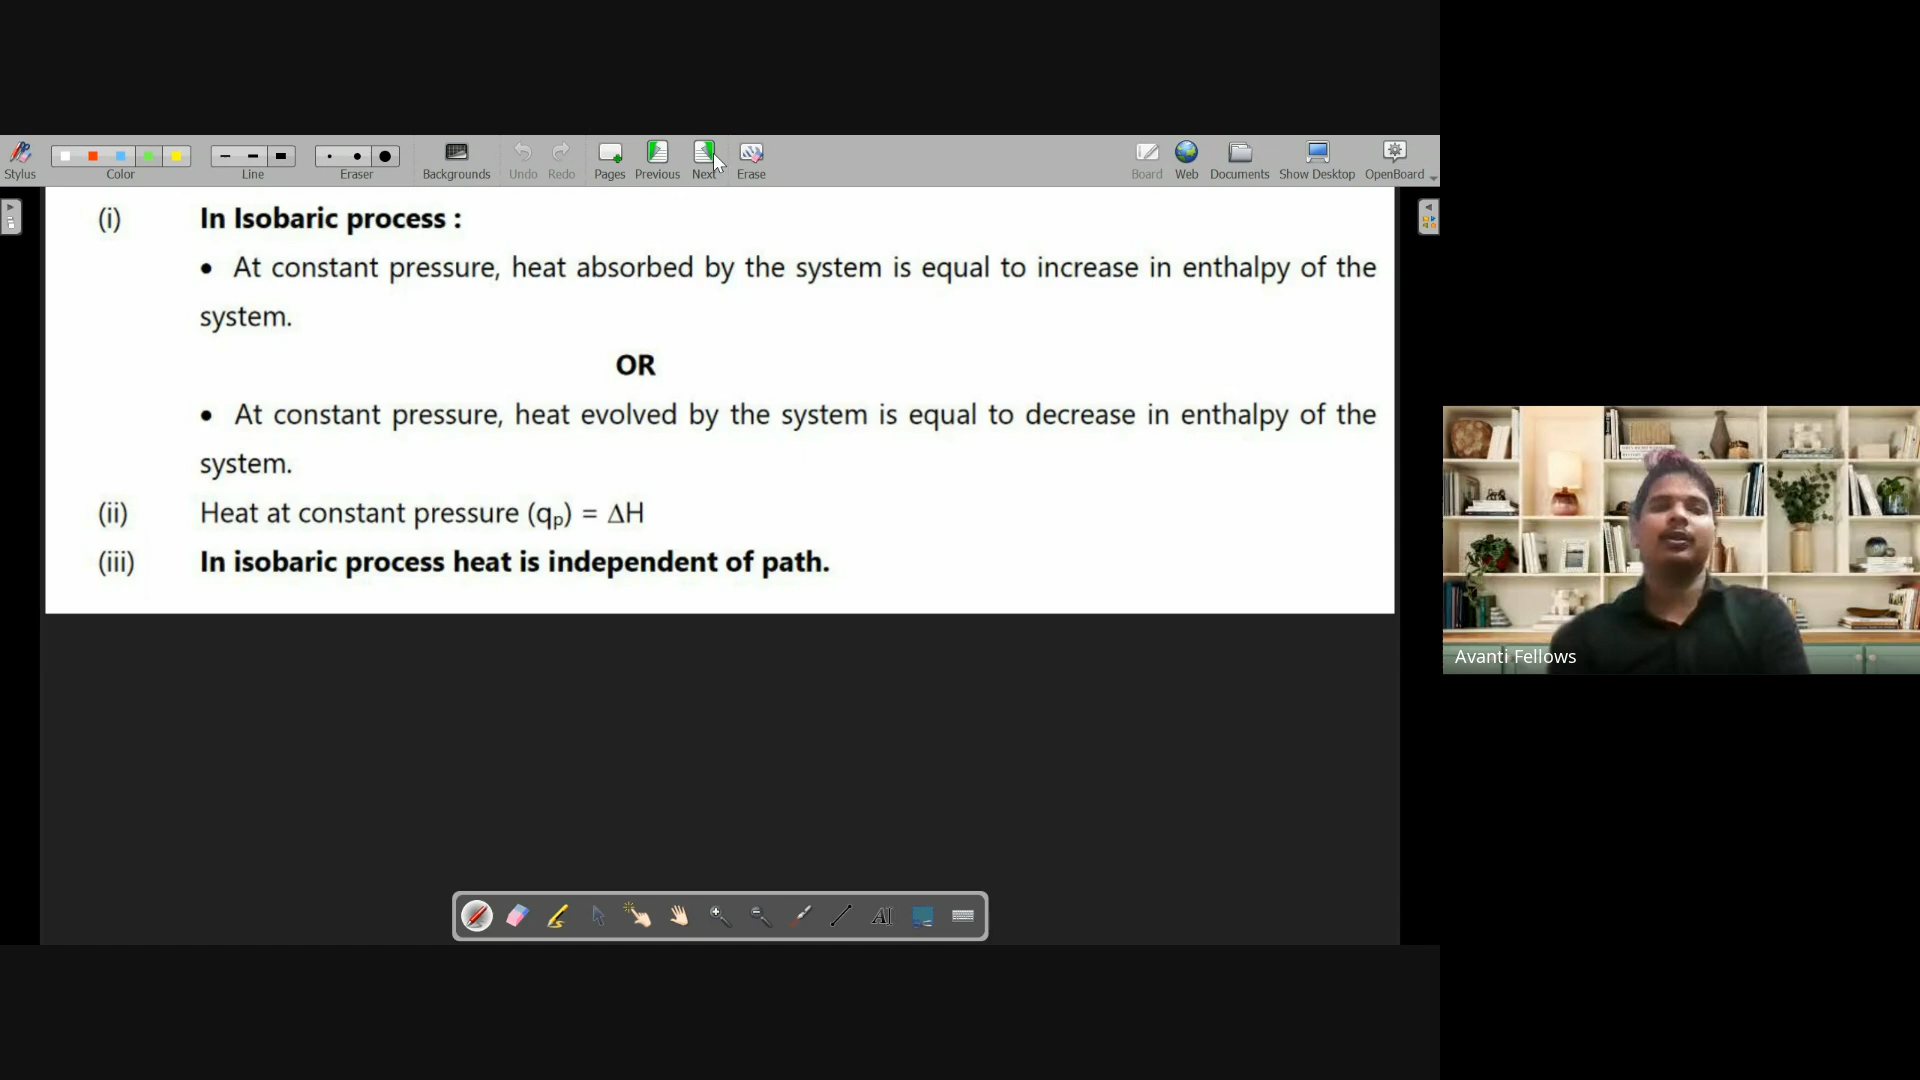 Stylus
Color
Line
Eraser
Backgrounds
Undo
Redo
Pages
Previous
Next
Erase
Board
Web
Documents
Show Desktop
OpenBoard
(i) In Isobaric process :
• At constant pressure, heat absorbed by the system is equal to increase in enthalpy of the
system.
OR
• At constant pressure, heat evolved by the system is equal to decrease in enthalpy of the
system.
(ii) Heat at constant pressure (qₚ) = ΔH
(iii) In isobaric process heat is independent of path.
Avanti Fellows
AI